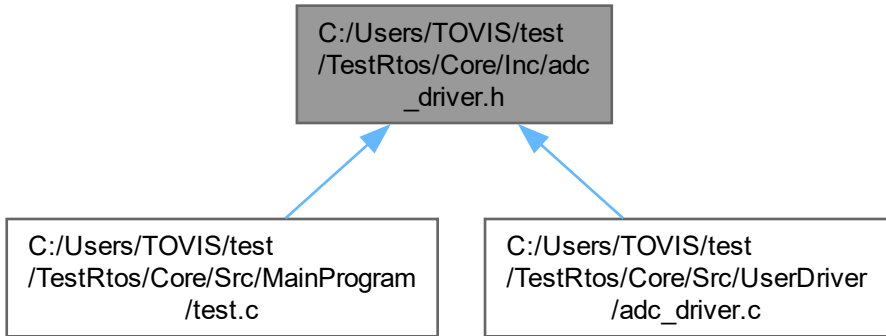 C:/Users/TOVIS/test
/TestRtos/Core/Inc/adc
_driver.h
C:/Users/TOVIS/test
/TestRtos/Core/Src/MainProgram
/test.c
C:/Users/TOVIS/test
/TestRtos/Core/Src/UserDriver
/adc_driver.c